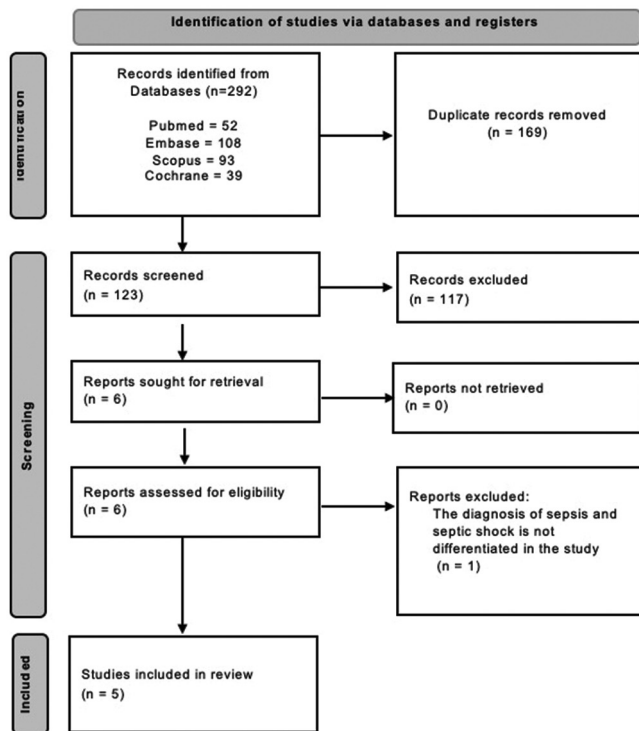 Identification of studies via databases and registers
Identification
Records identified from
Databases (n=292)
Pubmed = 52
Embase = 108
Scopus = 93
Cochrane = 39
Duplicate records removed
(n = 169)
Screening
Records screened
(n = 123)
Records excluded
(n = 117)
Reports sought for retrieval
(n = 6)
Reports not retrieved
(n = 0)
Reports assessed for eligibility
(n = 6)
Reports excluded:
The diagnosis of sepsis and
septic shock is not
differentiated in the study
(n = 1)
Included
Studies included in review
(n = 5)